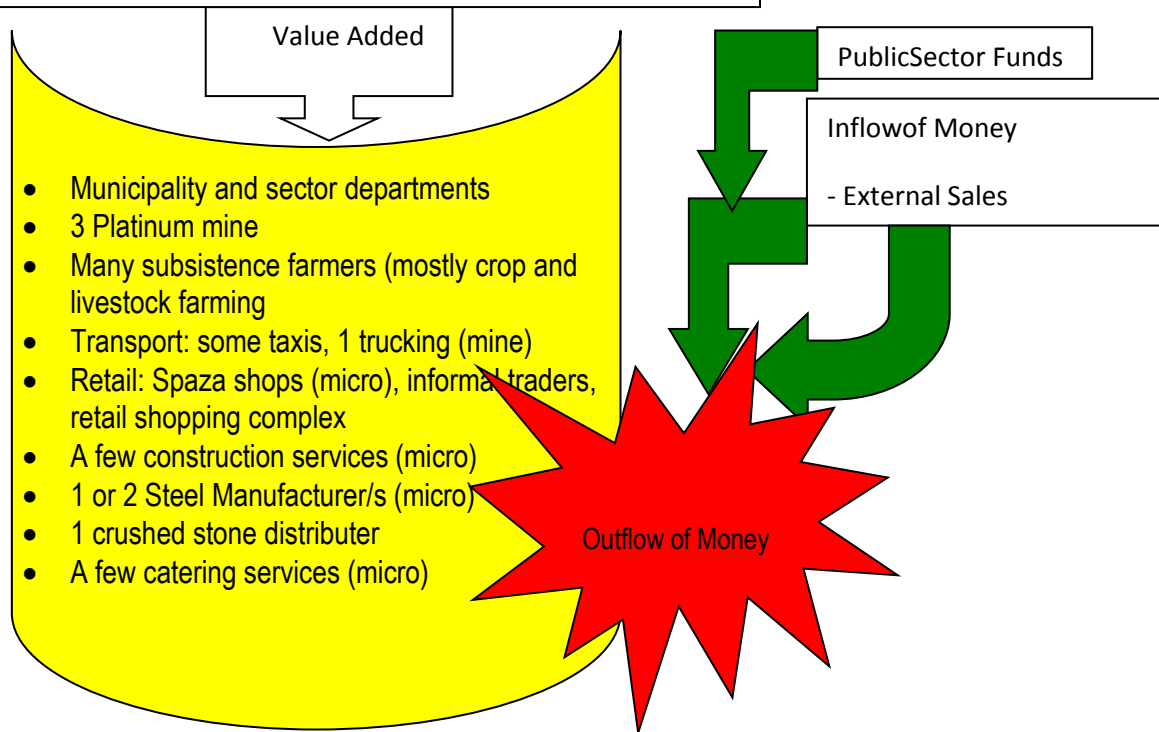 Value Added
PublicSector Funds
Inflowof Money
- External Sales
• Municipality and sector departments
• 3 Platinum mine
• Many subsistence farmers (mostly crop and
livestock farming
• Transport: some taxis, 1 trucking (mine)
• Retail: Spaza shops (micro), informal traders,
retail shopping complex
• A few construction services (micro)
• 1 or 2 Steel Manufacturer/s (micro)
• 1 crushed stone distributer
• A few catering services (micro)
Outflow of Money